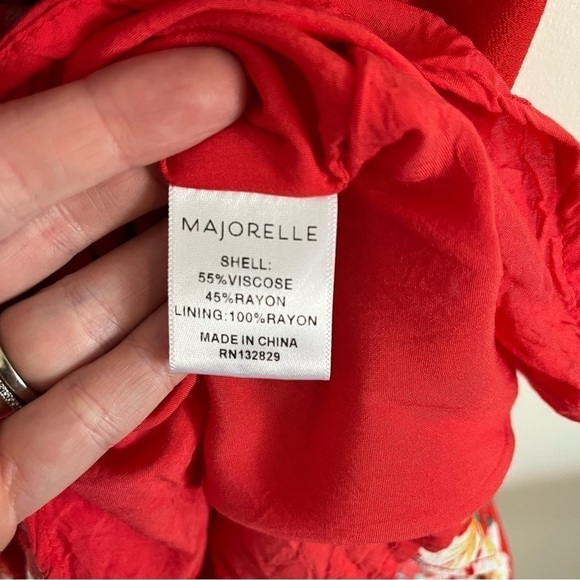 MAJORELLE
SHELL:
55%VISCOSE
45%RAYON
LINING:100%RAYON
MADE IN CHINA
RN132829